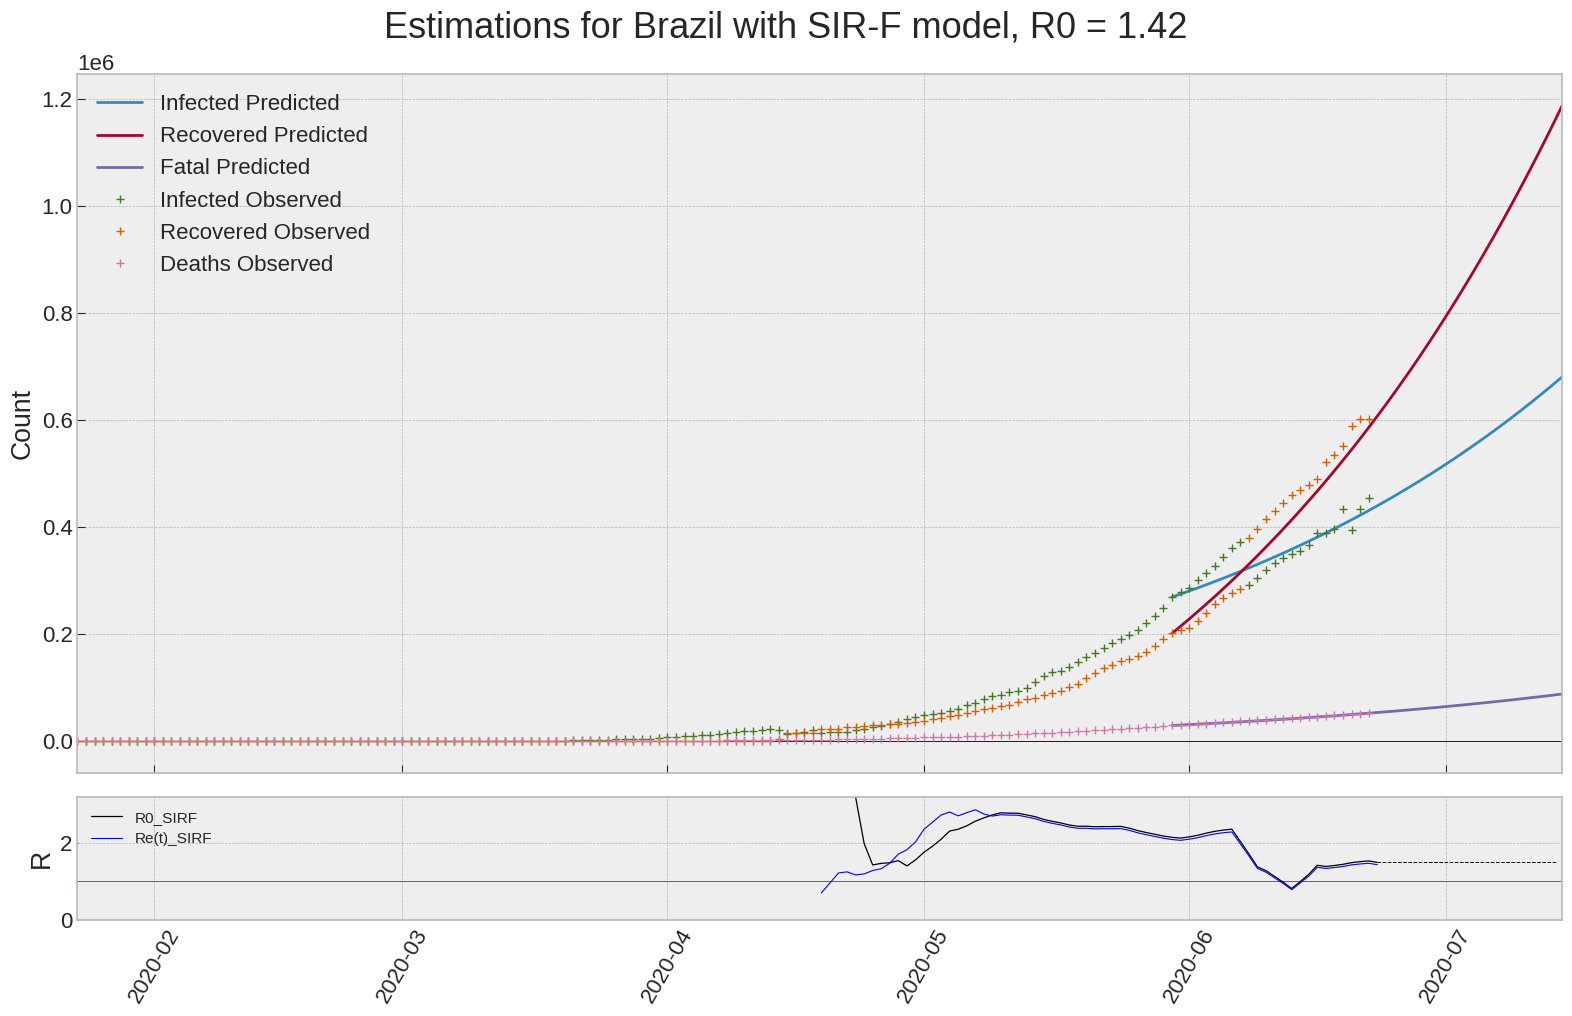 Estimations for Brazil with SIR-F model, R0 = 1.42
1e6
1.2
1.0
0.8
0.6
0.4
0.2
0.0
Count
Infected Predicted
Recovered Predicted
Fatal Predicted
Infected Observed
Recovered Observed
Deaths Observed
R0_SIRF
Re(t)_SIRF
2
0
R
2020-02
2020-03
2020-04
2020-05
2020-06
2020-07